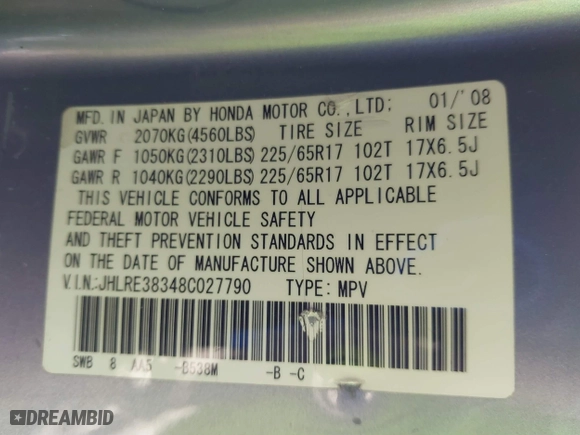 MFD. IN JAPAN BY HONDA MOTOR CO.,LTD: 01/'08
GVWR 2070KG(4560LBS) TIRE SIZE RIM SIZE
GAWR F 1050KG(2310LBS) 225/65R17 102T 17X6.5J
GAWR R 1040KG(2290LBS) 225/65R17 102T 17X6.5J
THIS VEHICLE CONFORMS TO ALL APPLICABLE
FEDERAL MOTOR VEHICLE SAFETY
AND THEFT PREVENTION STANDARDS IN EFFECT
ON THE DATE OF MANUFACTURE SHOWN ABOVE.
V.I.N.:JHLRE38348C027790 TYPE: MPV
SWB 8 AA5 -B538M -B -C
DREAMBID